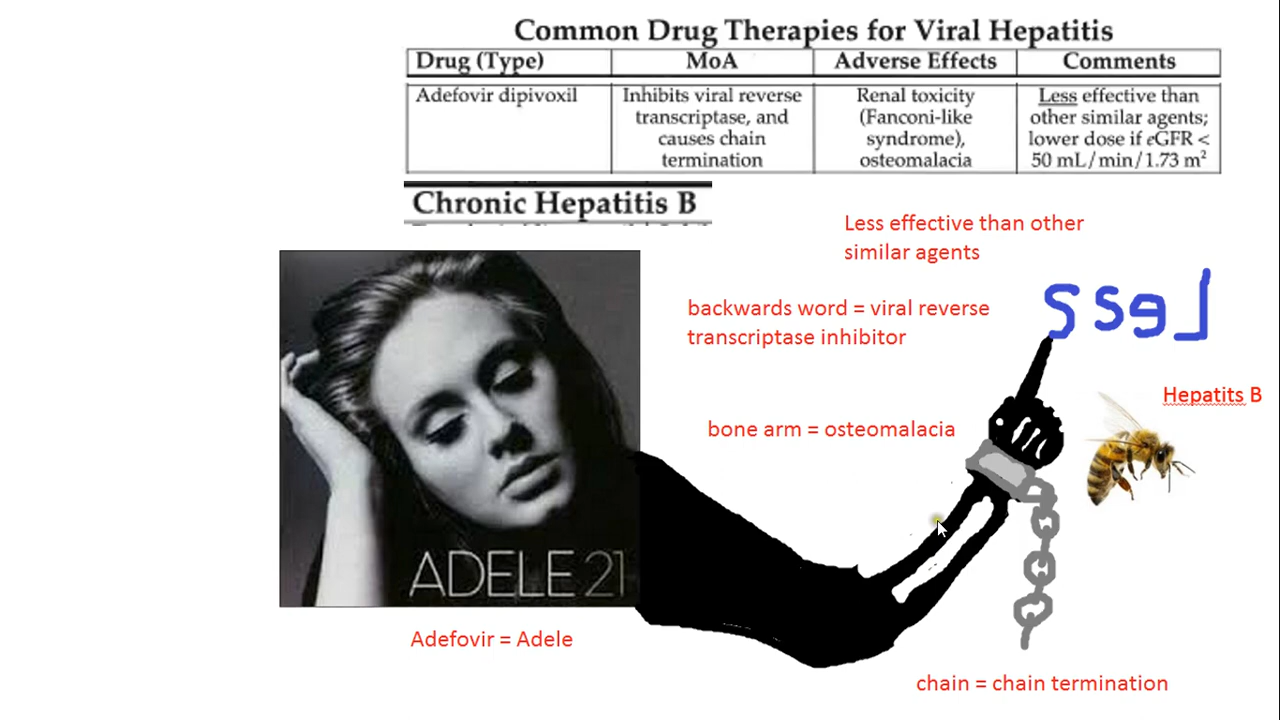 Common Drug Therapies for Viral Hepatitis
Drug (Type) MoA Adverse Effects Comments
Adefovir dipivoxil Inhibits viral reverse Renal toxicity Less effective than
transcriptase, and (Fanconi-like other similar agents;
causes chain syndrome), lower dose if eGFR <
termination osteomalacia 50 mL/min/1.73 m²
Chronic Hepatitis B
Less effective than other
similar agents
backwards word = viral reverse
transcriptase inhibitor
Less
Hepatits B
bone arm = osteomalacia
ADELE 21
Adefovir = Adele
chain = chain termination